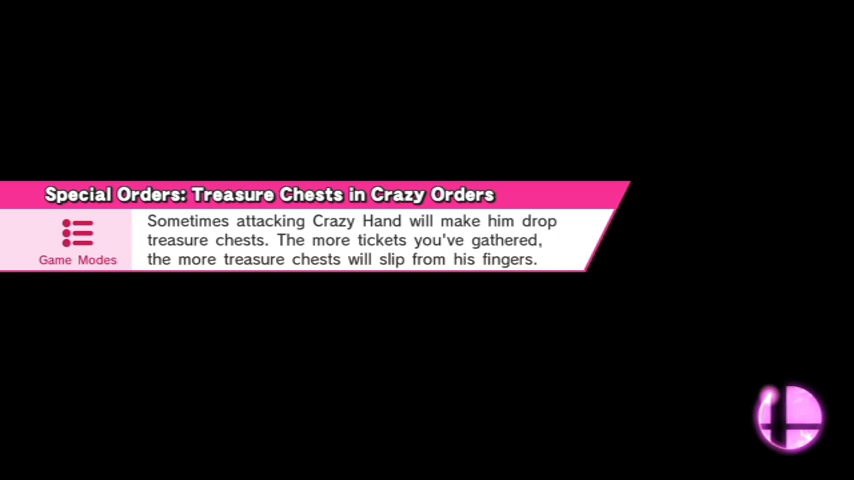 Special Orders: Treasure Chests in Crazy Orders
Sometimes attacking Crazy Hand will make him drop
treasure chests. The more tickets you've gathered,
the more treasure chests will slip from his fingers.
Game Modes